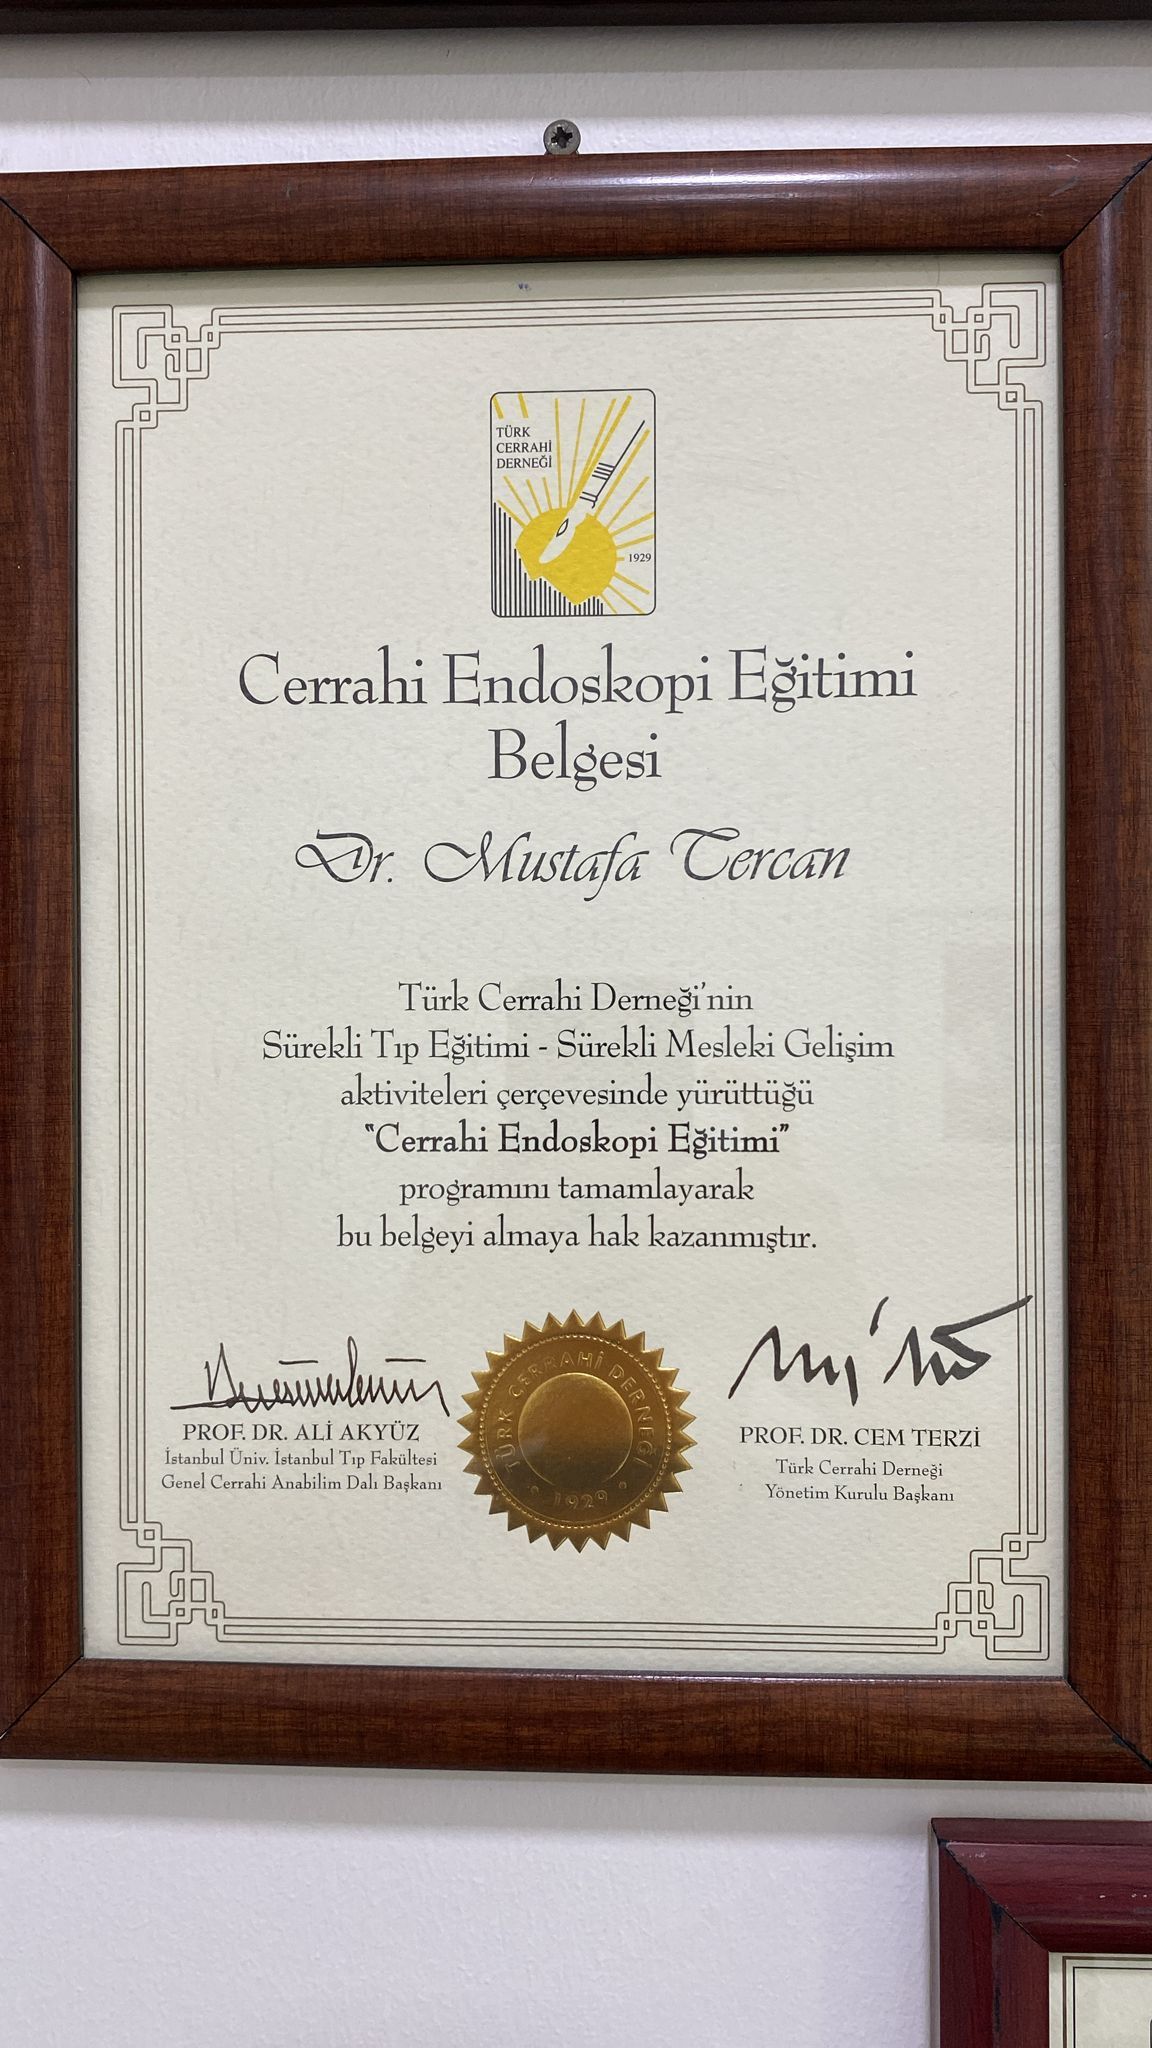 TÜRK
CERRAHİ
DERNEĞİ
1929
Cerrahi Endoskopi Eğitimi
Belgesi
Dr. Mustafa Tercan
Türk Cerrahi Derneği'nin
Sürekli Tıp Eğitimi - Sürekli Mesleki Gelişim
aktiviteleri çerçevesinde yürüttüğü
"Cerrahi Endoskopi Eğitimi"
programını tamamlayarak
bu belgeyi almaya hak kazanmıştır.
PROF. DR. ALİ AKYÜZ
İstanbul Üniv. İstanbul Tıp Fakültesi
Genel Cerrahi Anabilim Dalı Başkanı
TÜRK CERRAHİ DERNEĞİ
• 1929 •
PROF. DR. CEM TERZİ
Türk Cerrahi Derneği
Yönetim Kurulu Başkanı